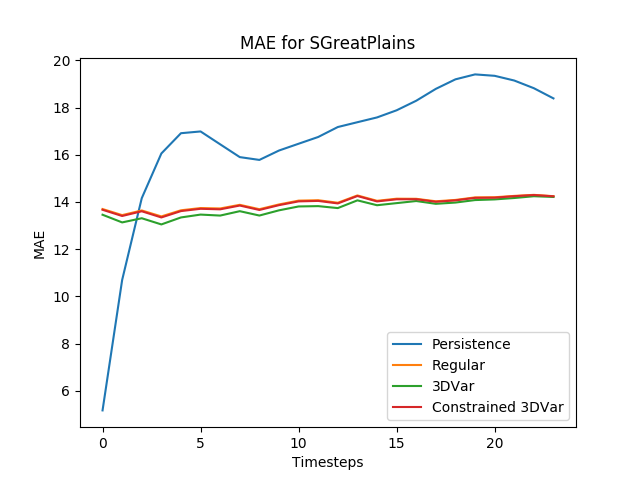 MAE for SGreatPlains
MAE
20
18
16
14
12
10
8
6
0 5 10 15 20
Timesteps
Persistence
Regular
3DVar
Constrained 3DVar